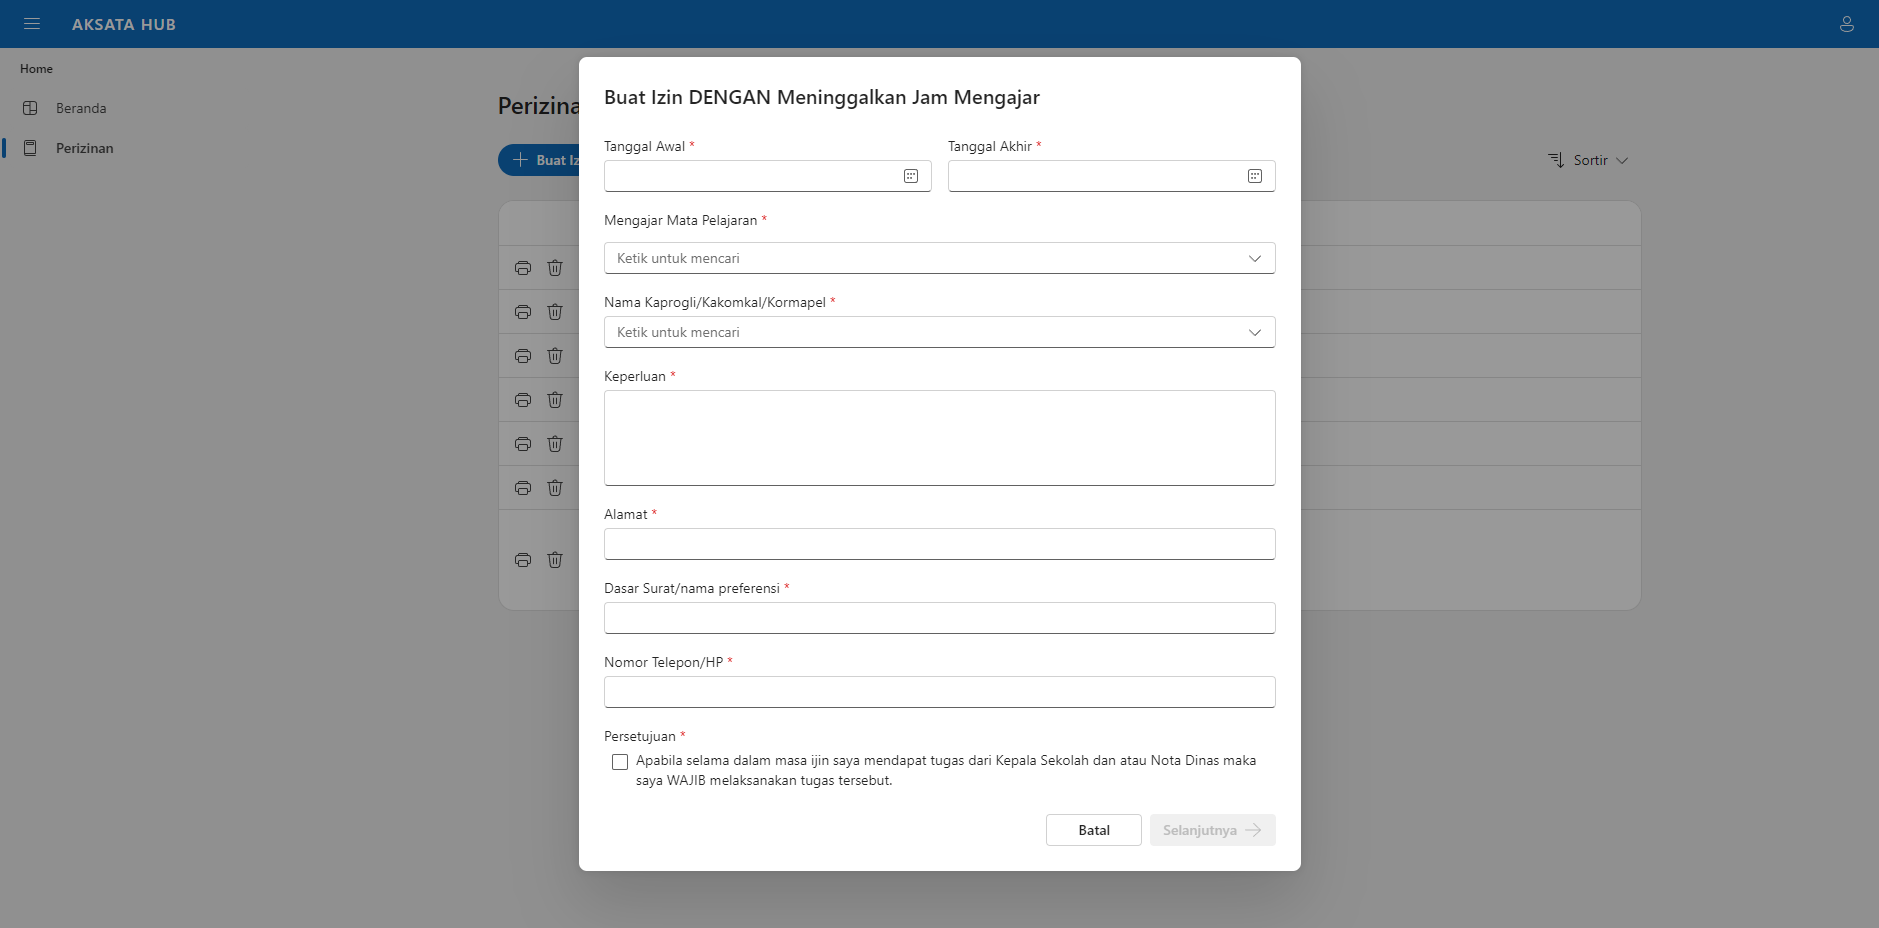 AKSATA HUB
Home
Beranda
Perizinan
Buat Izin DENGAN Meninggalkan Jam Mengajar
Tanggal Awal *
Tanggal Akhir *
Mengajar Mata Pelajaran *
Ketik untuk mencari
Nama Kaprogli/Kakomkal/Kormapel *
Ketik untuk mencari
Keperluan *
Alamat *
Dasar Surat/nama preferensi *
Nomor Telepon/HP *
Persetujuan *
Apabila selama dalam masa ijin saya mendapat tugas dari Kepala Sekolah dan atau Nota Dinas maka
saya WAJIB melaksanakan tugas tersebut.
Batal
Selanjutnya
Sortir